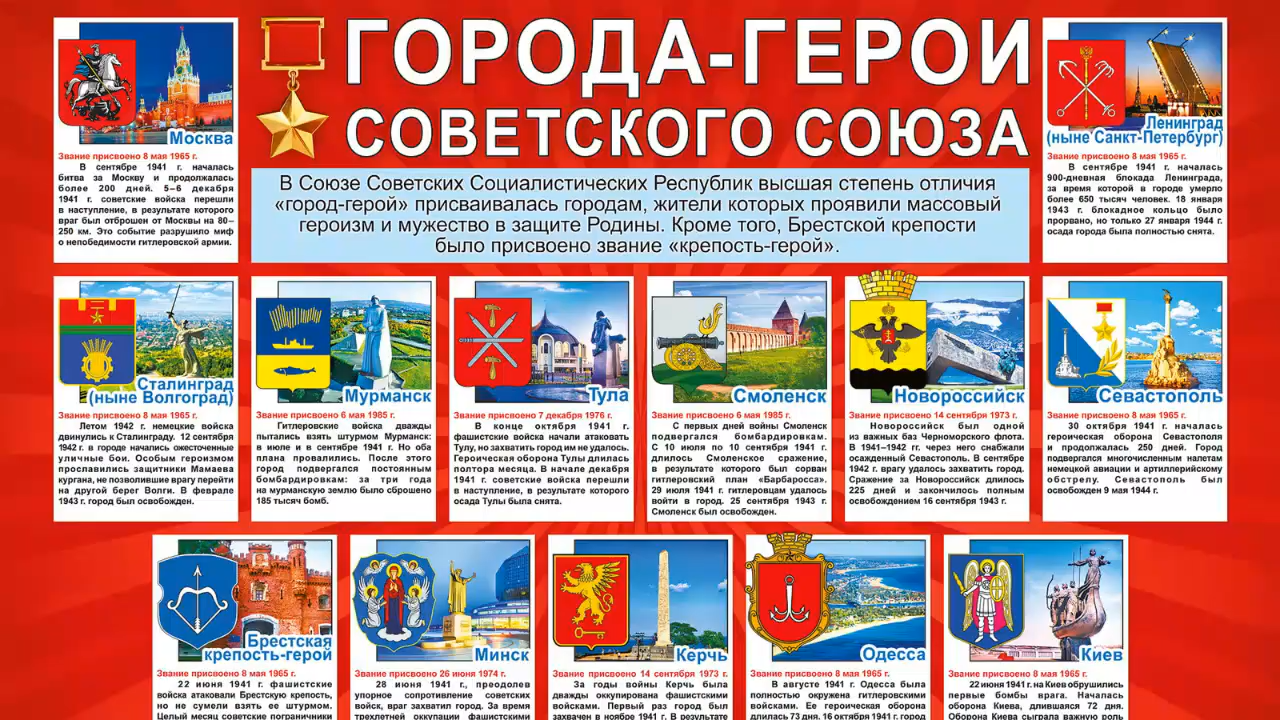 ГОРОДА-ГЕРОИ
СОВЕТСКОГО СОЮЗА
В Союзе Советских Социалистических Республик высшая степень отличия
«город-герой» присваивалась городам, жители которых проявили массовый
героизм и мужество в защите Родины. Кроме того, Брестской крепости
было присвоено звание «крепость-герой».
Москва
Звание присвоено 8 мая 1965 г.
В сентябре 1941 г. началась
битва за Москву и продолжалась
более 200 дней. 5–6 декабря
1941 г. советские войска перешли
в наступление, в результате которого
враг был отброшен от Москвы на 80–
250 км. Это событие разрушило миф
о непобедимости гитлеровской армии.
Ленинград
(ныне Санкт-Петербург)
Звание присвоено 8 мая 1965 г.
В сентябре 1941 г. началась
900-дневная блокада Ленинграда,
за время которой в городе умерло
более 650 тысяч человек. 18 января
1943 г. блокадное кольцо было
прорвано, но только 27 января 1944 г.
осада города была полностью снята.
Сталинград
(ныне Волгоград)
Звание присвоено 8 мая 1965 г.
Летом 1942 г. немецкие войска
двинулись к Сталинграду. 12 сентября
1942 г. в городе начались ожесточенные
уличные бои. Особым героизмом
прославились защитники Мамаева
кургана, не позволившие врагу перейти
на другой берег Волги. В феврале
1943 г. город был освобожден.
Мурманск
Звание присвоено 6 мая 1985 г.
Гитлеровские войска дважды
пытались взять штурмом Мурманск:
в июле и в сентябре 1941 г. Но оба
плана провалились. После этого
город подвергался постоянным
бомбардировкам: за три года
на мурманскую землю было сброшено
185 тысяч бомб.
Тула
Звание присвоено 7 декабря 1976 г.
В конце октября 1941 г.
фашистские войска начали атаковать
Тулу, но захватить город им не удалось.
Героическая оборона Тулы длилась
полтора месяца. В начале декабря
1941 г. советские войска перешли
в наступление, в результате которого
осада Тулы была снята.
Смоленск
Звание присвоено 6 мая 1985 г.
С первых дней войны Смоленск
подвергался бомбардировкам.
С 10 июля по 10 сентября 1941 г.
длилось Смоленское сражение,
в результате которого был сорван
гитлеровский план «Барбаросса».
29 июля 1941 г. гитлеровцам удалось
войти в город. 25 сентября 1943 г.
Смоленск был освобожден.
Новороссийск
Звание присвоено 14 сентября 1973 г.
Новороссийск был одной
из важных баз Черноморского флота.
В 1941–1942 гг. через него снабжали
осажденный Севастополь. В сентябре
1942 г. врагу удалось захватить город.
Сражение за Новороссийск длилось
225 дней и закончилось полным
освобождением 16 сентября 1943 г.
Севастополь
Звание присвоено 8 мая 1965 г.
30 октября 1941 г. началась
героическая оборона Севастополя
и продолжалась 250 дней. Город
подвергался многочисленным налетам
немецкой авиации и артиллерийскому
обстрелу. Севастополь был
освобожден 9 мая 1944 г.
Брестская
крепость-герой
Звание присвоено 8 мая 1965 г.
22 июня 1941 г. фашистские
войска атаковали Брестскую крепость,
но не сумели взять ее штурмом.
Целый месяц советские пограничники
Минск
Звание присвоено 26 июня 1974 г.
28 июня 1941 г., преодолев
упорное сопротивление советских
войск, враг захватил город. За время
трехлетней оккупации фашистскими
Керчь
Звание присвоено 14 сентября 1973 г.
За годы войны Керчь была
дважды оккупирована фашистскими
войсками. Первый раз город был
захвачен в ноябре 1941 г. В результате
Одесса
Звание присвоено 8 мая 1965 г.
В августе 1941 г. Одесса была
полностью окружена гитлеровскими
войсками. Ее героическая оборона
длилась 73 дня. 16 октября 1941 г. город
Киев
Звание присвоено 8 мая 1965 г.
22 июня 1941 г. на Киев обрушились
первые бомбы врага. Началась
оборона Киева, длившаяся 72 дня.
Оборона Киева сыграла важную роль